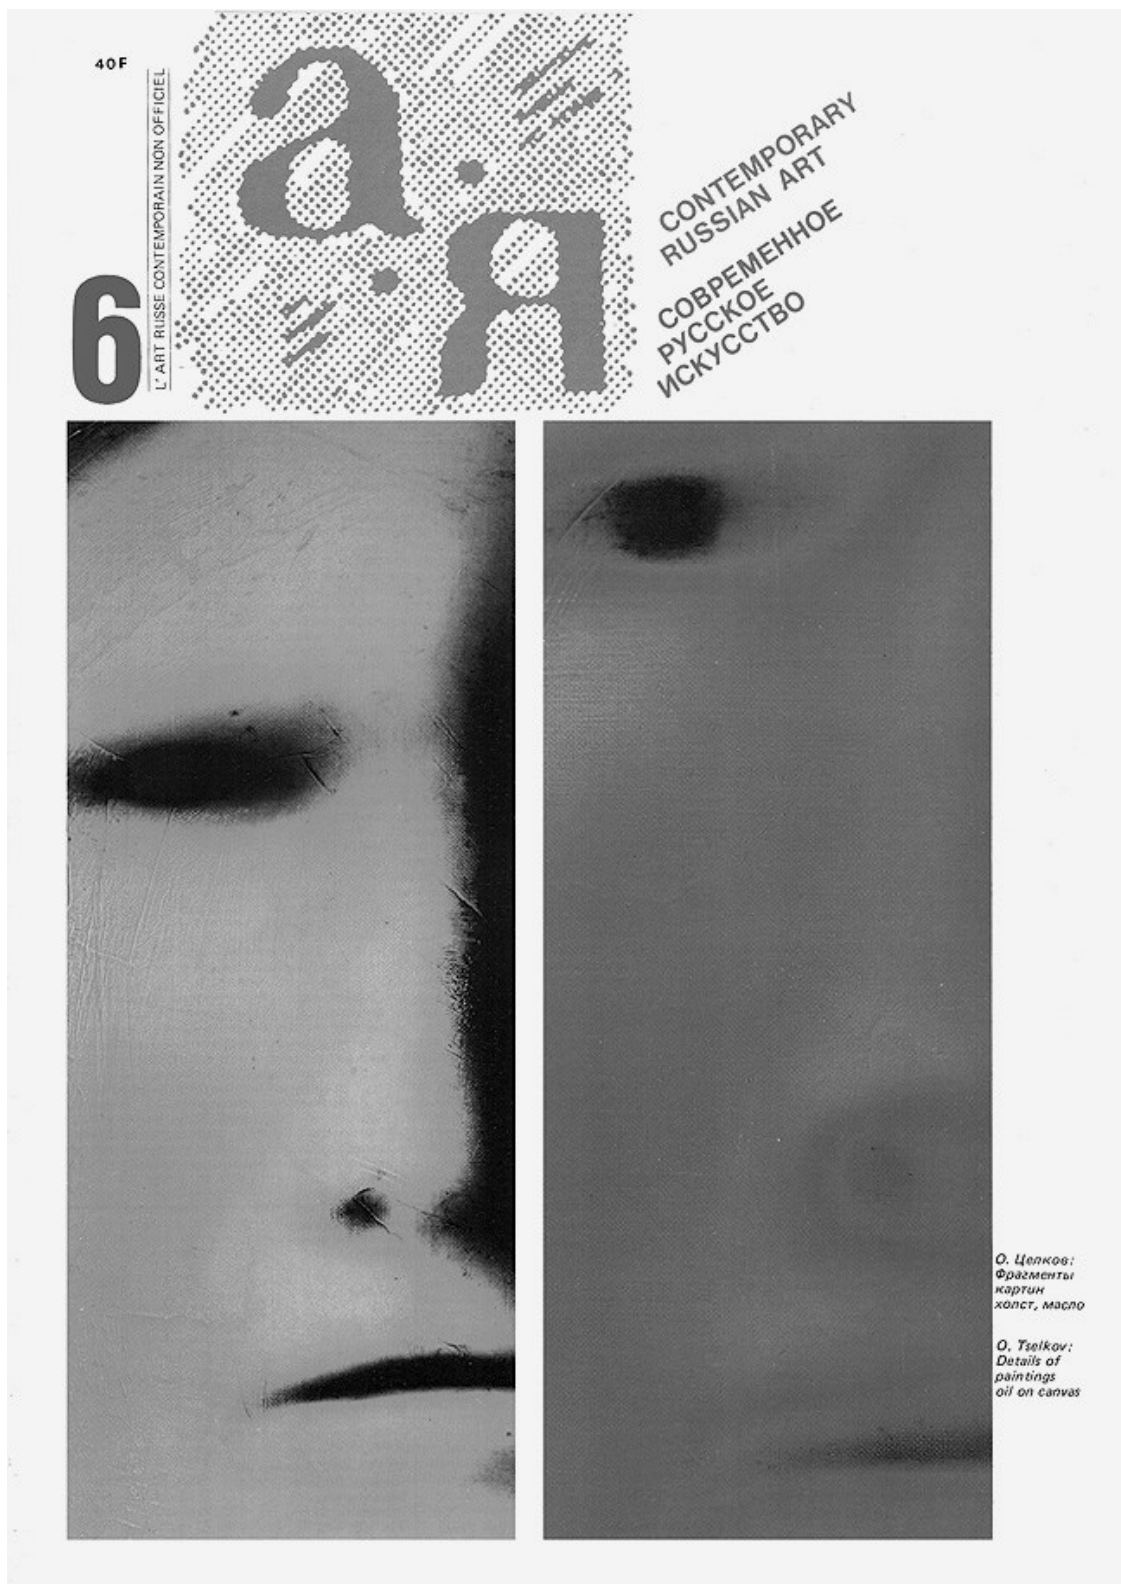 40F
L' ART RUSSE CONTEMPORAIN NON OFFICIEL
6
а
Я
CONTEMPORARY
RUSSIAN ART
СОВРЕМЕННОЕ
РУССКОЕ
ИСКУССТВО
О. Целков:
Фрагменты
картин
холст, масло
O. Tselkov:
Details of
paintings
oil on canvas